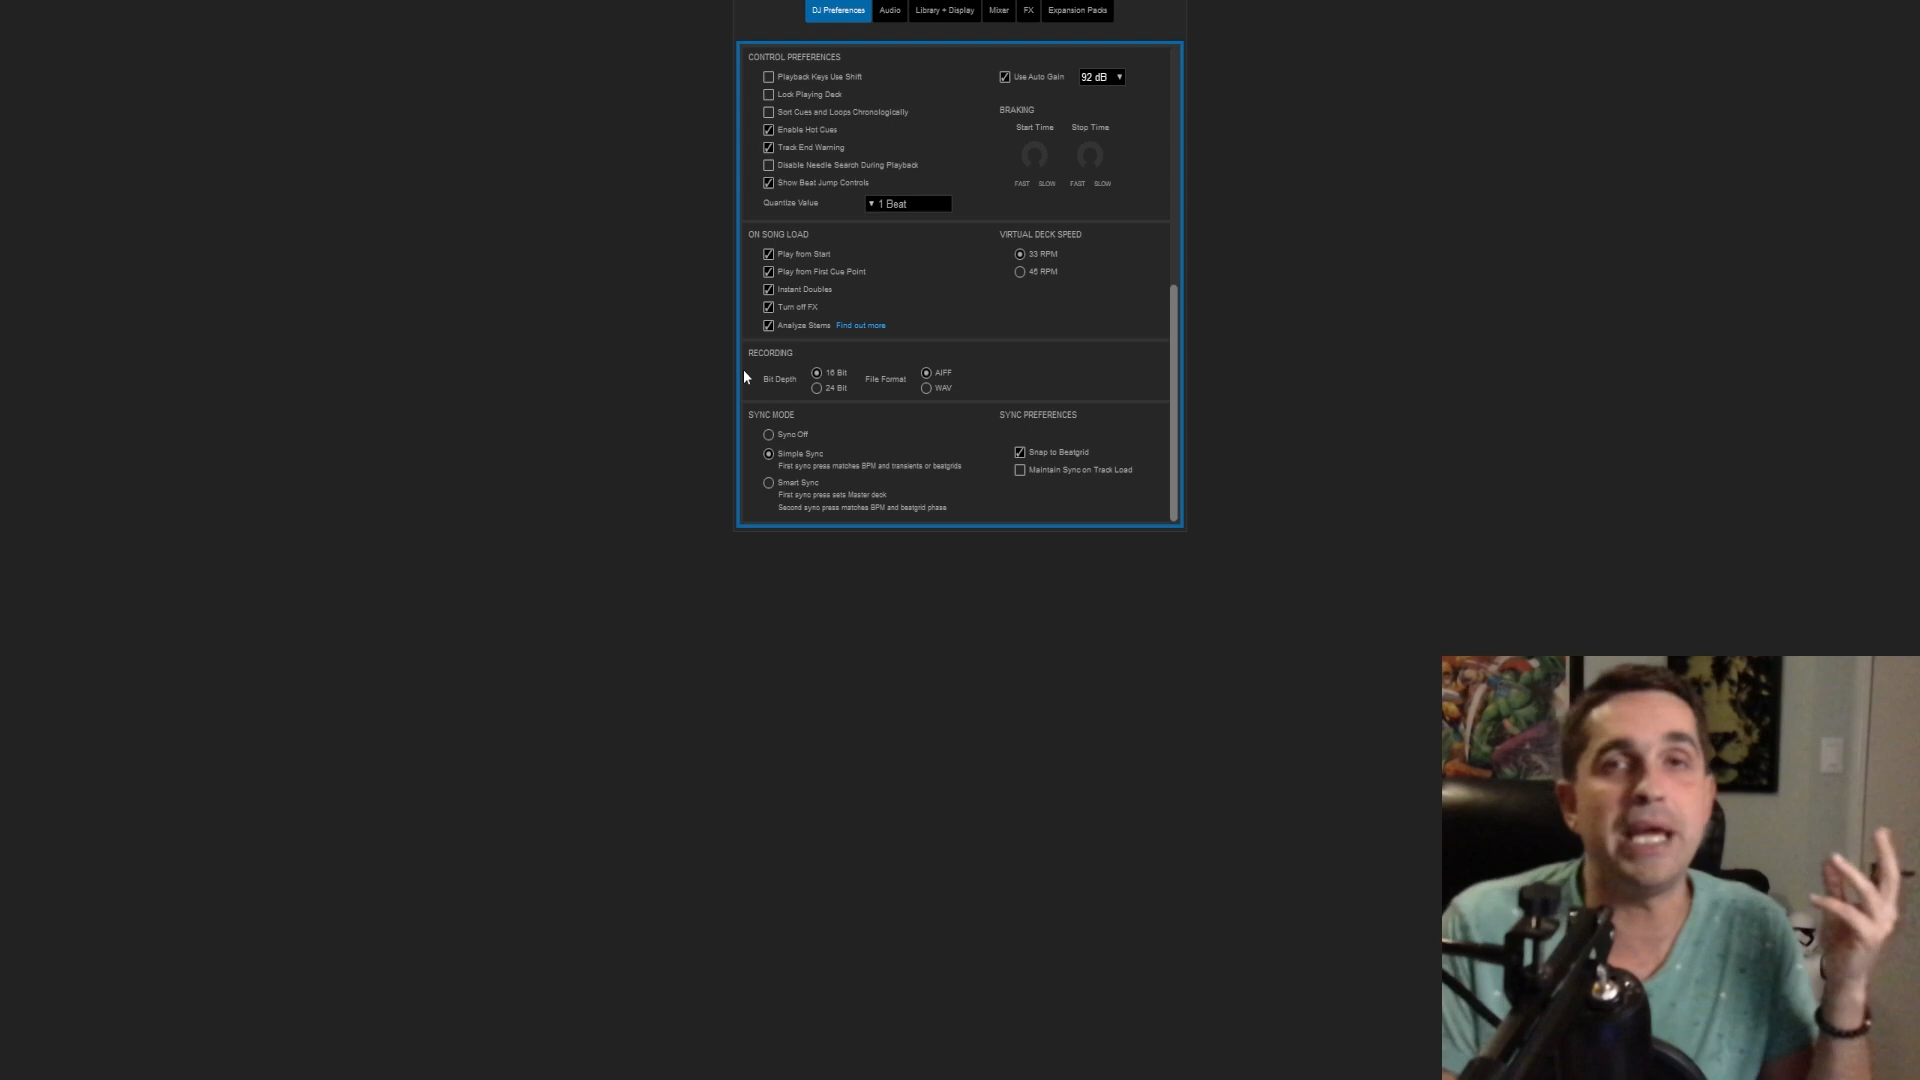 DJ Preferences Audio Library + Display Mixer FX Expansion Packs
CONTROL PREFERENCES
Playback Keys Use Shift
Lock Playing Deck
Sort Cues and Loops Chronologically
Enable Hot Cues
Track End Warning
Disable Needle Search During Playback
Show Beat Jump Controls
Quantize Value 1 Beat
Use Auto Gain 92 dB
BRAKING
Start Time Stop Time
FAST SLOW FAST SLOW
ON SONG LOAD
Play from Start
Play from First Cue Point
Instant Doubles
Turn off FX
Analyze Stems Find out more
VIRTUAL DECK SPEED
33 RPM
45 RPM
RECORDING
Bit Depth
16 Bit
24 Bit
File Format
AIFF
WAV
SYNC MODE
Sync Off
Simple Sync
First sync press matches BPM and transients or beatgrids
Smart Sync
First sync press sets Master deck
Second sync press matches BPM and beatgrid phase
SYNC PREFERENCES
Snap to Beatgrid
Maintain Sync on Track Load